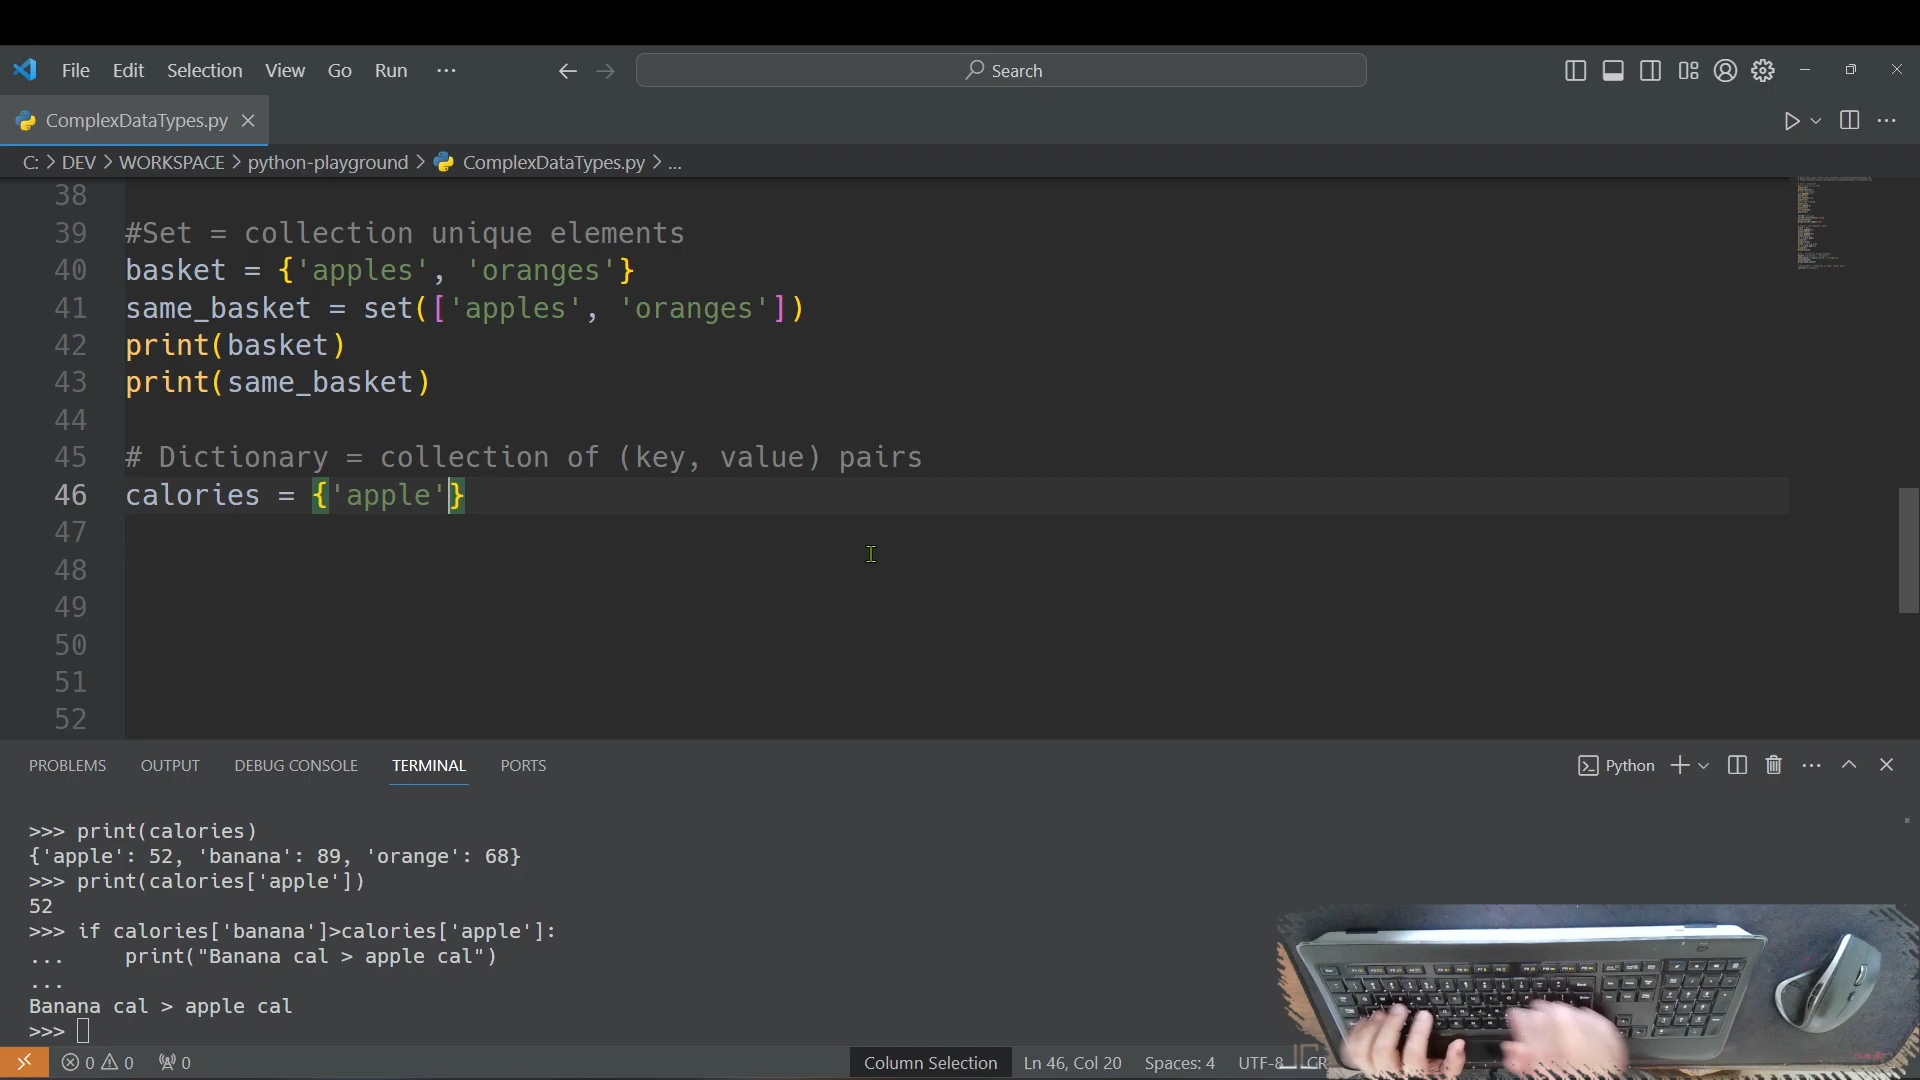 File Edit Selection View Go Run ... Search
ComplexDataTypes.py
C: > DEV > WORKSPACE > python-playground > ComplexDataTypes.py > ...
38
39 #Set = collection unique elements
40 basket = {'apples', 'oranges'}
41 same_basket = set(['apples', 'oranges'])
42 print(basket)
43 print(same_basket)
44
45 # Dictionary = collection of (key, value) pairs
46 calories = {'apple'}
47
48
49
50
51
52
PROBLEMS OUTPUT DEBUG CONSOLE TERMINAL PORTS Python
>>> print(calories)
{'apple': 52, 'banana': 89, 'orange': 68}
>>> print(calories['apple'])
52
>>> if calories['banana']>calories['apple']:
...     print("Banana cal > apple cal")
...
Banana cal > apple cal
>>>
0 0 0 Column Selection Ln 46, Col 20 Spaces: 4 UTF-8 CR